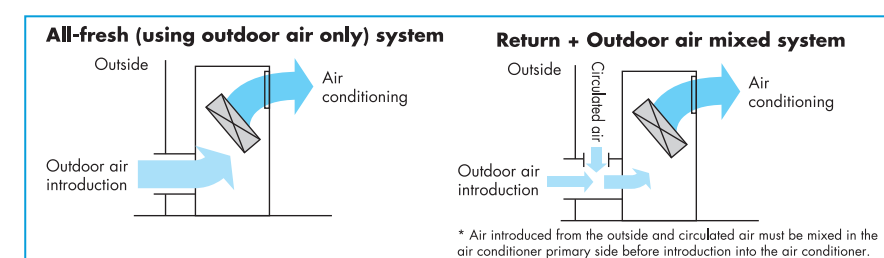 All-fresh (using outdoor air only) system
Outside
Air
conditioning
Outdoor air
introduction
Return + Outdoor air mixed system
Outside
Circulated air
Air
conditioning
Outdoor air
introduction
* Air introduced from the outside and circulated air must be mixed in the
air conditioner primary side before introduction into the air conditioner.